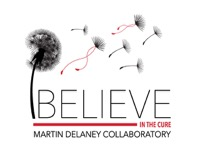 BELIEVE
IN THE CURE
MARTIN DELANEY COLLABORATORY